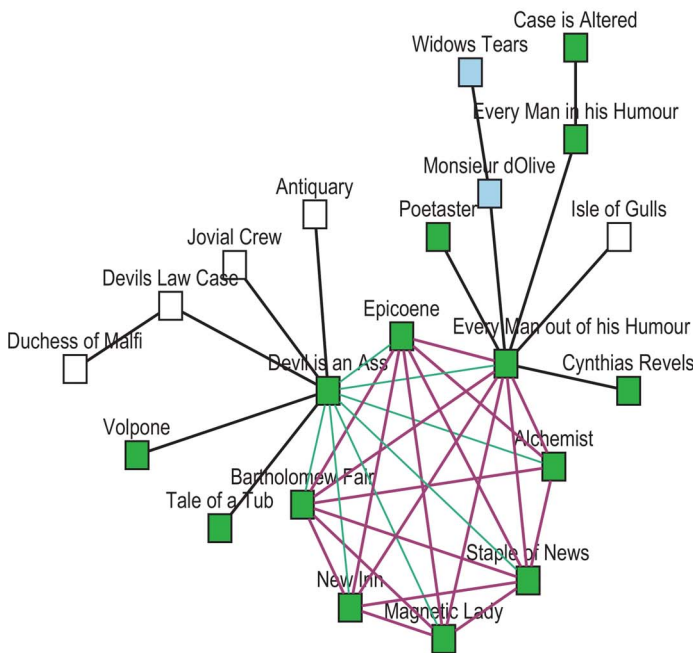 Case is Altered
Widows Tears
Every Man in his Humour
Monsieur dOlive
Antiquary
Poetaster
Isle of Gulls
Jovial Crew
Devils Law Case
Epicoene
Every Man out of his Humour
Duchess of Malfi
Devil is an Ass
Cynthias Revels
Volpone
Alchemist
Bartholomew Fair
Tale of a Tub
Staple of News
New Inn
Magnetic Lady